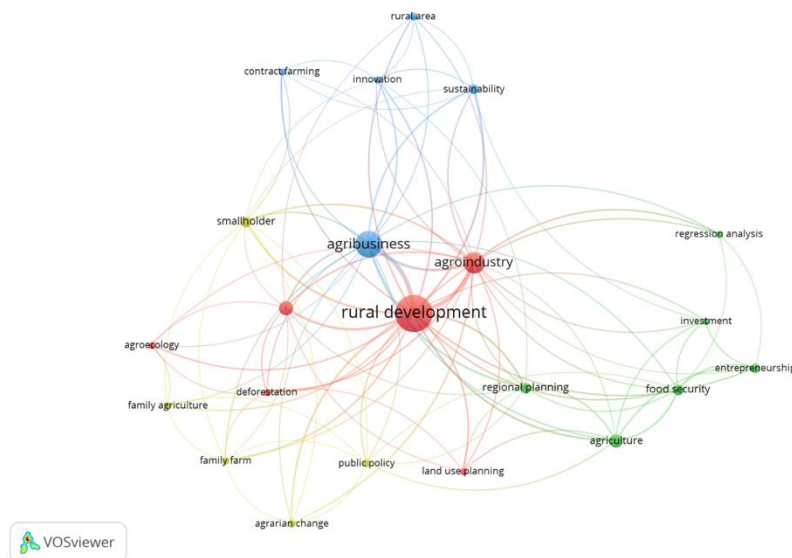 rural area
contract farming
innovation
sustainability
smallholder
regression analysis
agribusiness
agroindustry
rural development
investment
agroecology
entrepreneurship
deforestation
regional planning
food security
family agriculture
agriculture
family farm
public policy
land use planning
agrarian change
VOSviewer